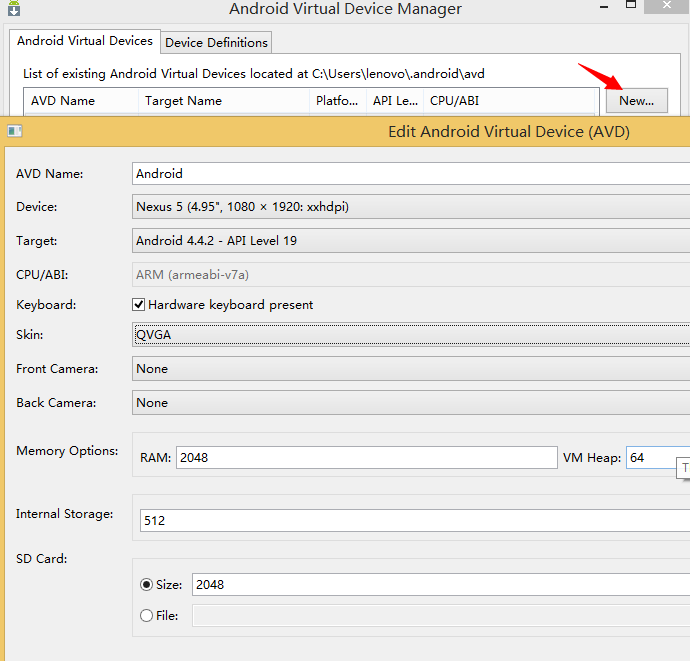 Android Virtual Device Manager
Android Virtual Devices Device Definitions
List of existing Android Virtual Devices located at C:\Users\lenovo\.android\avd
AVD Name Target Name Platfo... API Le... CPU/ABI New...
Edit Android Virtual Device (AVD)
AVD Name: Android
Device: Nexus 5 (4.95", 1080 × 1920: xxhdpi)
Target: Android 4.4.2 - API Level 19
CPU/ABI: ARM (armeabi-v7a)
Keyboard: Hardware keyboard present
Skin: QVGA
Front Camera: None
Back Camera: None
Memory Options: RAM: 2048 VM Heap: 64
T
Internal Storage: 512
SD Card:
Size: 2048
File: